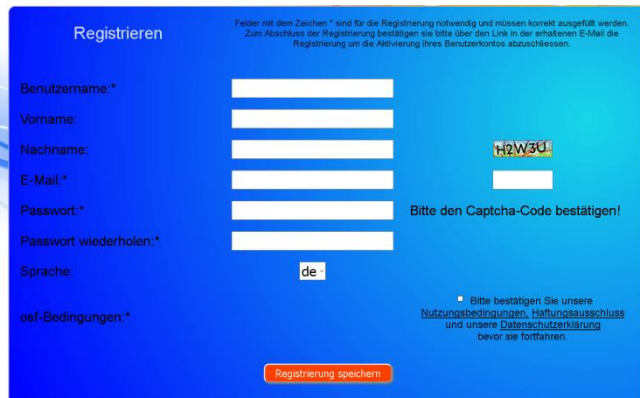 Registrieren
Felder mit dem Zeichen * sind für die Registrierung notwendig und müssen korrekt ausgefüllt werden.
Zum Abschluss der Registrierung bestätigen sie bitte über den Link in der erhaltenen E-Mail die
Registrierung um die Aktivierung ihres Benutzerkontos abzuschliessen.
Benutzername:*
Vorname:
Nachname:
H2W3U
E-Mail:*
Passwort:*
Bitte den Captcha-Code bestätigen!
Passwort wiederholen:*
Sprache:
de
osf-Bedingungen:*
Bitte bestätigen Sie unsere
Nutzungsbedingungen, Haftungsausschluss
und unsere Datenschutzerklärung
bevor sie fortfahren.
Registrierung speichern